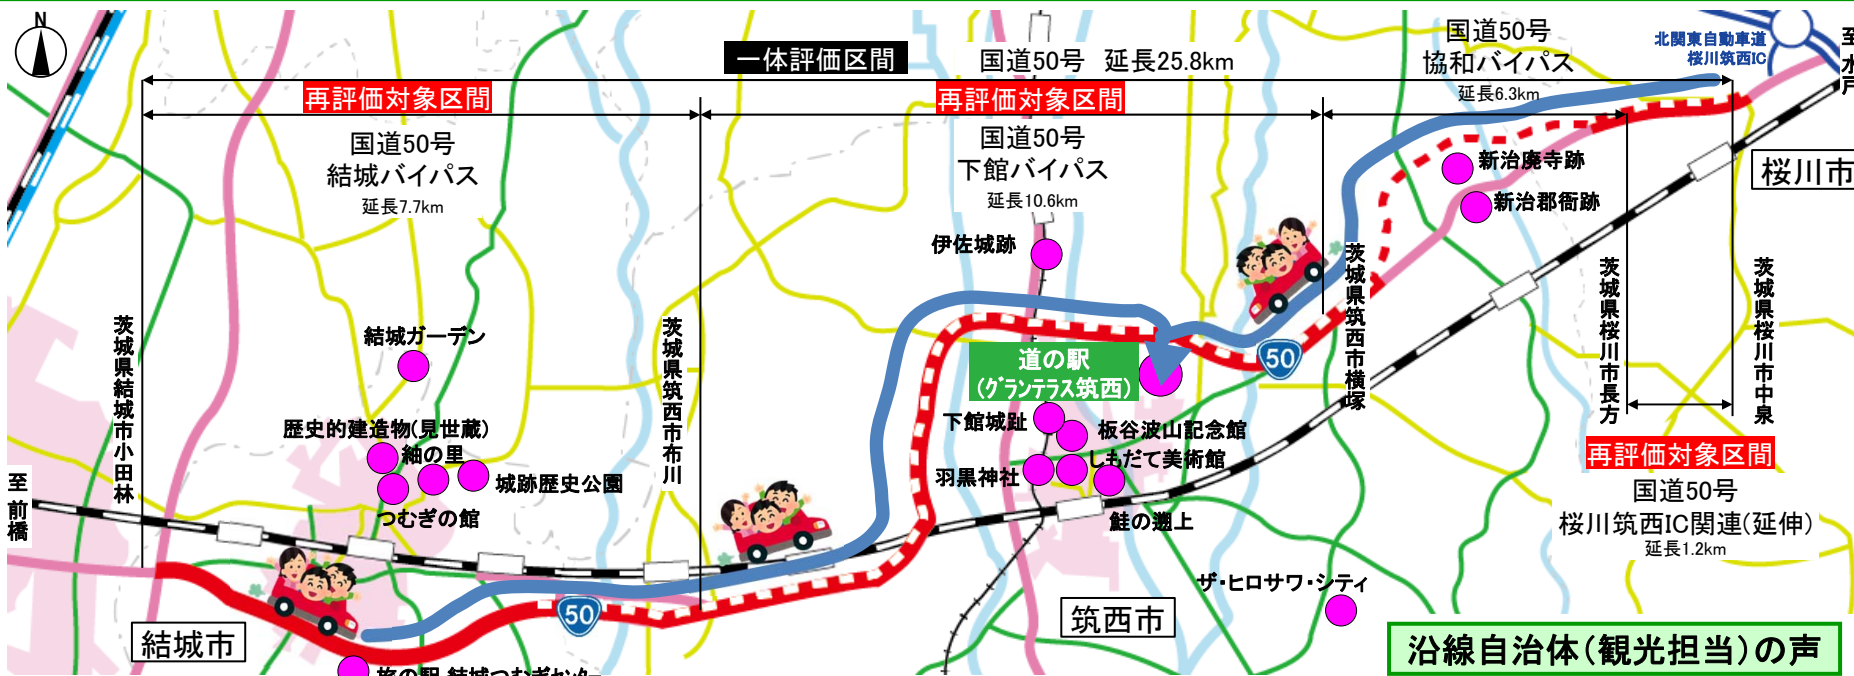 N
一体評価区間
国道50号 延長25.8km
国道50号
協和バイパス
延長6.3km
北関東自動車道
桜川筑西IC
至 水戸
再評価対象区間
再評価対象区間
国道50号
結城バイパス
延長7.7km
国道50号
下館バイパス
延長10.6km
新治廃寺跡
新治郡衙跡
桜川市
伊佐城跡
茨城県結城市小田林
結城ガーデン
茨城県筑西市布川
道の駅
(グランテラス筑西)
50
茨城県筑西市横塚
茨城県桜川市長方
茨城県桜川市中泉
歴史的建造物(見世蔵)
紬の里
城跡歴史公園
つむぎの館
下館城趾
板谷波山記念館
しもだて美術館
羽黒神社
鮭の遡上
再評価対象区間
国道50号
桜川筑西IC関連(延伸)
延長1.2km
至 前橋
ザ・ヒロサワ・シティ
50
結城市
筑西市
旅の駅 結城つむぎセンター
沿線自治体(観光担当)の声